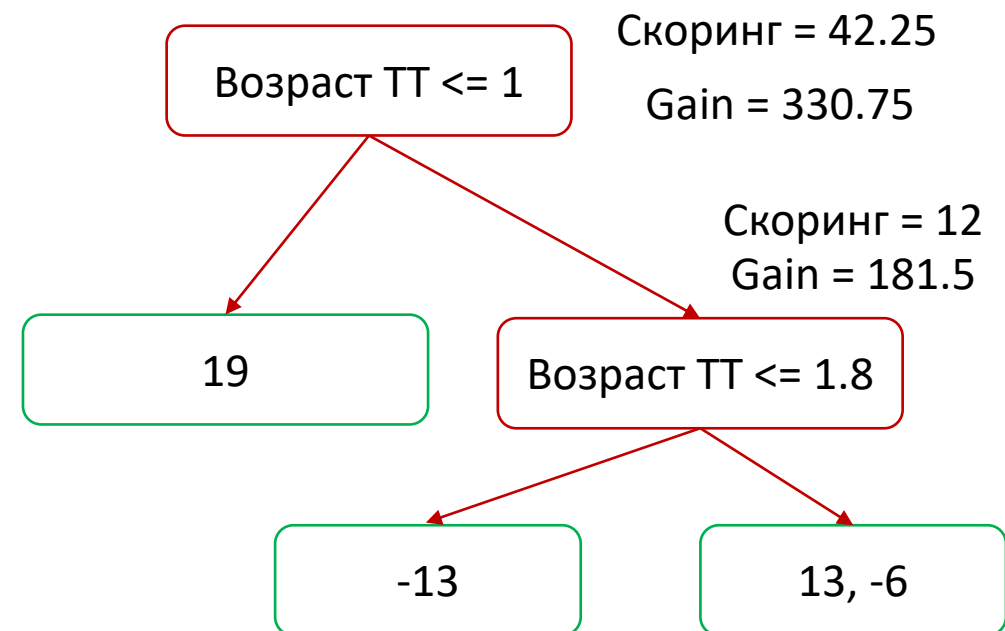 Скоринг = 42.25
Возраст ТТ <= 1
Gain = 330.75
Скоринг = 12
Gain = 181.5
19
Возраст ТТ <= 1.8
-13
13, -6